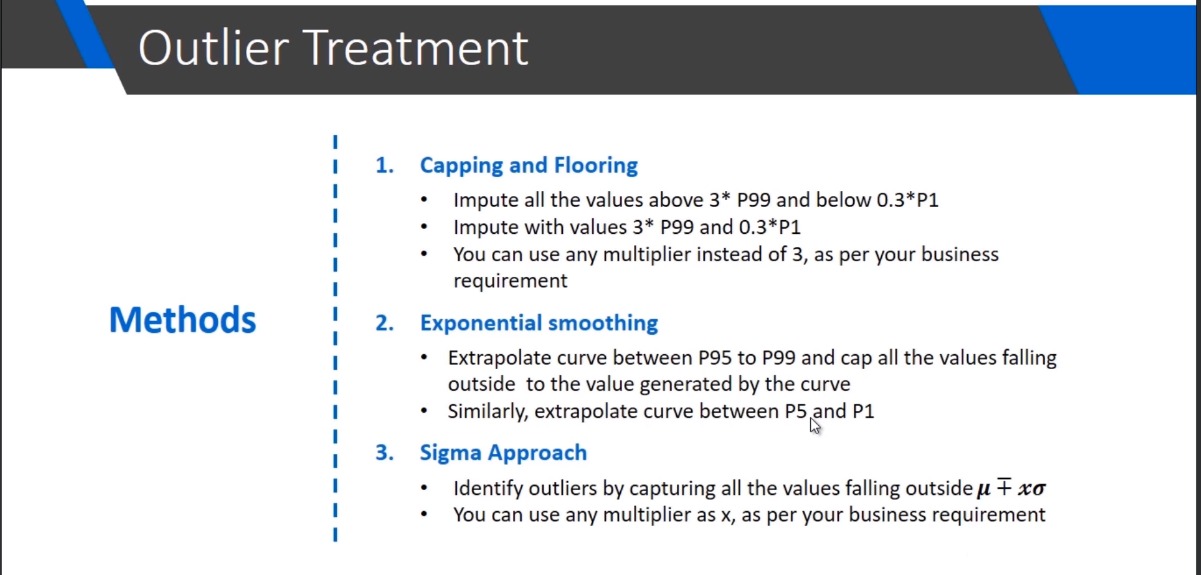 Outlier Treatment
Methods
1. Capping and Flooring
• Impute all the values above 3* P99 and below 0.3*P1
• Impute with values 3* P99 and 0.3*P1
• You can use any multiplier instead of 3, as per your business
requirement
2. Exponential smoothing
• Extrapolate curve between P95 to P99 and cap all the values falling
outside to the value generated by the curve
• Similarly, extrapolate curve between P5 and P1
3. Sigma Approach
• Identify outliers by capturing all the values falling outside μ ∓ xσ
• You can use any multiplier as x, as per your business requirement